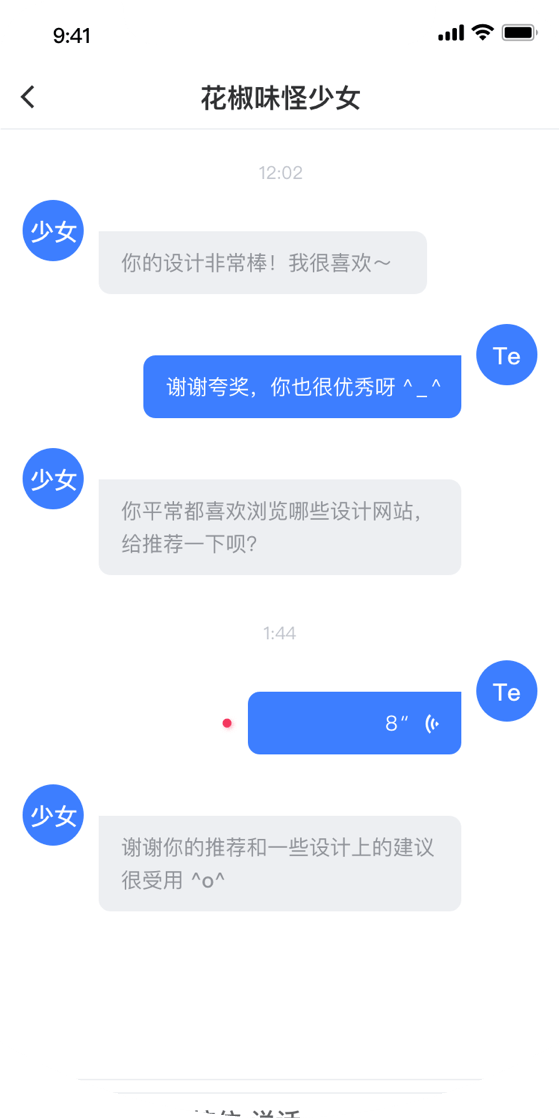 9:41
花椒味怪少女
12:02
少女
你的设计非常棒！我很喜欢～
Te
谢谢夸奖，你也很优秀呀 ^_^
少女
你平常都喜欢浏览哪些设计网站，
给推荐一下呗？
1:44
Te
8″
少女
谢谢你的推荐和一些设计上的建议
很受用 ^o^